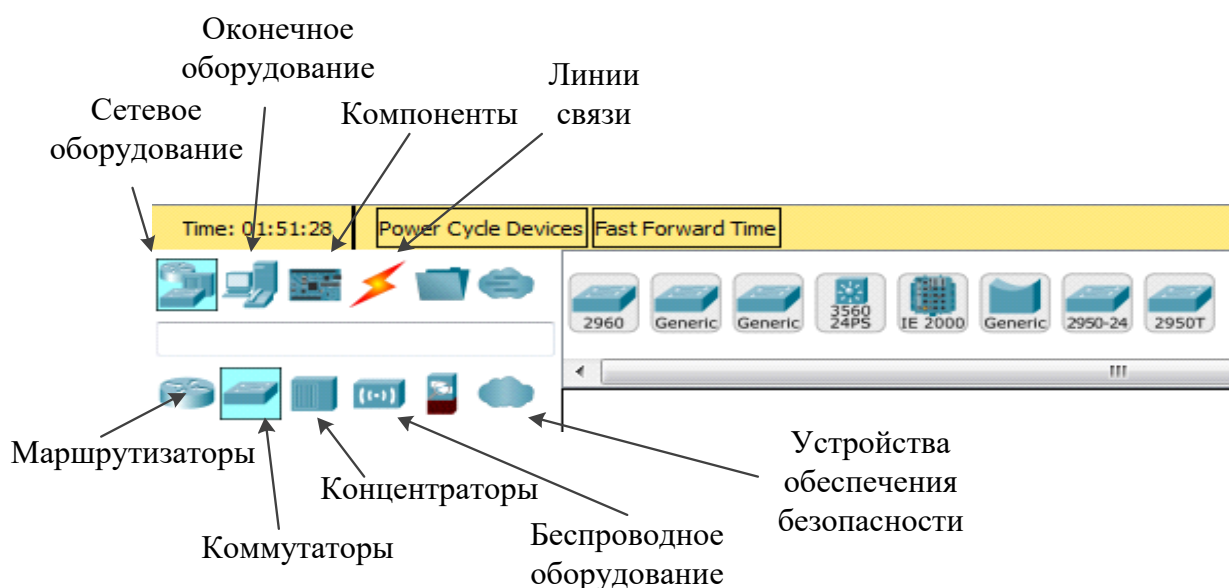 Оконечное
оборудование
Линии
связи
Сетевое
оборудование
Компоненты
Time: 01:51:28
Power Cycle Devices
Fast Forward Time
2960
Generic
Generic
3560
24PS
IE 2000
Generic
2950-24
2950T
Маршрутизаторы
Коммутаторы
Концентраторы
Беспроводное
оборудование
Устройства
обеспечения
безопасности